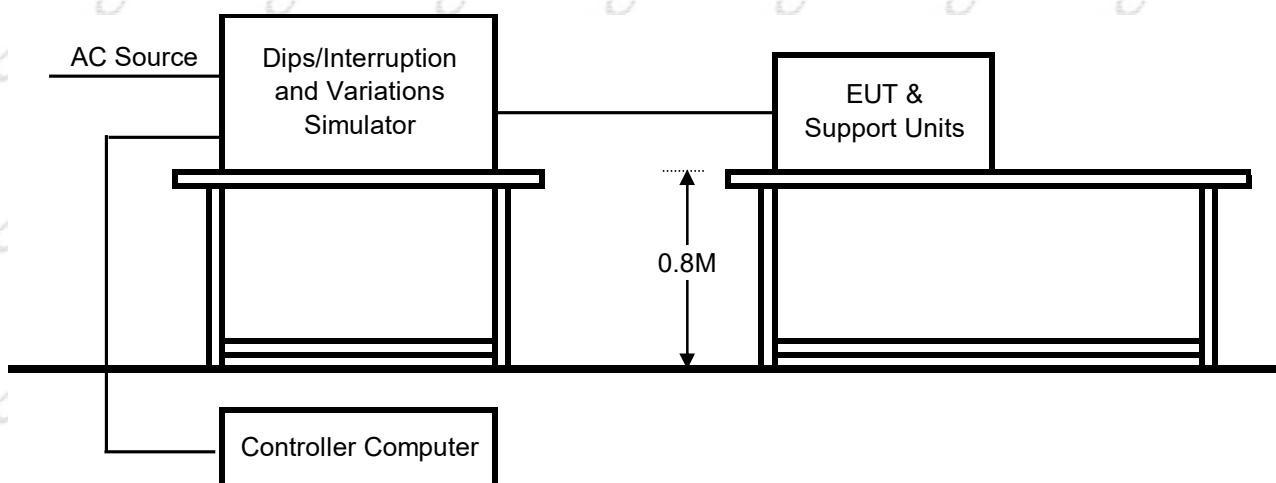 AC Source
Dips/Interruption
and Variations
Simulator
EUT &
Support Units
0.8M
Controller Computer